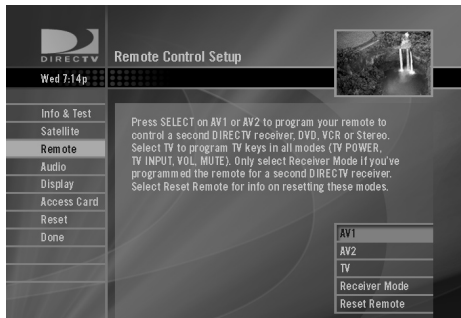 DIRECTV
Remote Control Setup
Wed 7:14p
Info & Test
Satellite
Remote
Audio
Display
Access Card
Reset
Done
Press SELECT on AV1 or AV2 to program your remote to
control a second DIRECTV receiver, DVD, VCR or Stereo.
Select TV to program TV keys in all modes (TV POWER,
TV INPUT, VOL, MUTE). Only select Receiver Mode if you've
programmed the remote for a second DIRECTV receiver.
Select Reset Remote for info on resetting these modes.
AV1
AV2
TV
Receiver Mode
Reset Remote